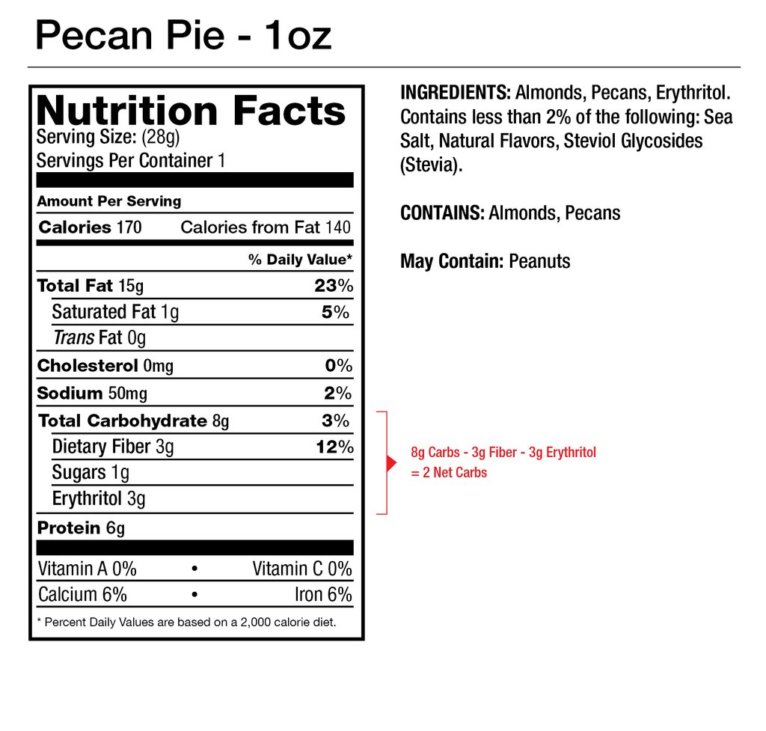 Pecan Pie - 1oz
Nutrition Facts
Serving Size: (28g)
Servings Per Container 1
Amount Per Serving
Calories 170 Calories from Fat 140
% Daily Value*
Total Fat 15g 23%
Saturated Fat 1g 5%
Trans Fat 0g
Cholesterol 0mg 0%
Sodium 50mg 2%
Total Carbohydrate 8g 3%
Dietary Fiber 3g 12%
Sugars 1g
Erythritol 3g
Protein 6g
Vitamin A 0% • Vitamin C 0%
Calcium 6% • Iron 6%
* Percent Daily Values are based on a 2,000 calorie diet.
INGREDIENTS: Almonds, Pecans, Erythritol.
Contains less than 2% of the following: Sea
Salt, Natural Flavors, Steviol Glycosides
(Stevia).
CONTAINS: Almonds, Pecans
May Contain: Peanuts
8g Carbs - 3g Fiber - 3g Erythritol
= 2 Net Carbs